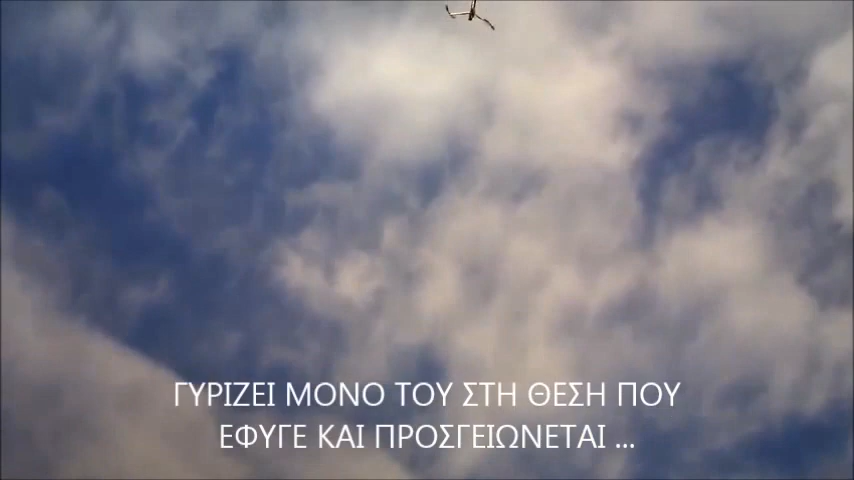 ΓΥΡΙΖΕΙ ΜΟΝΟ ΤΟΥ ΣΤΗ ΘΕΣΗ ΠΟΥ
ΕΦΥΓΕ ΚΑΙ ΠΡΟΣΓΕΙΩΝΕΤΑΙ ...